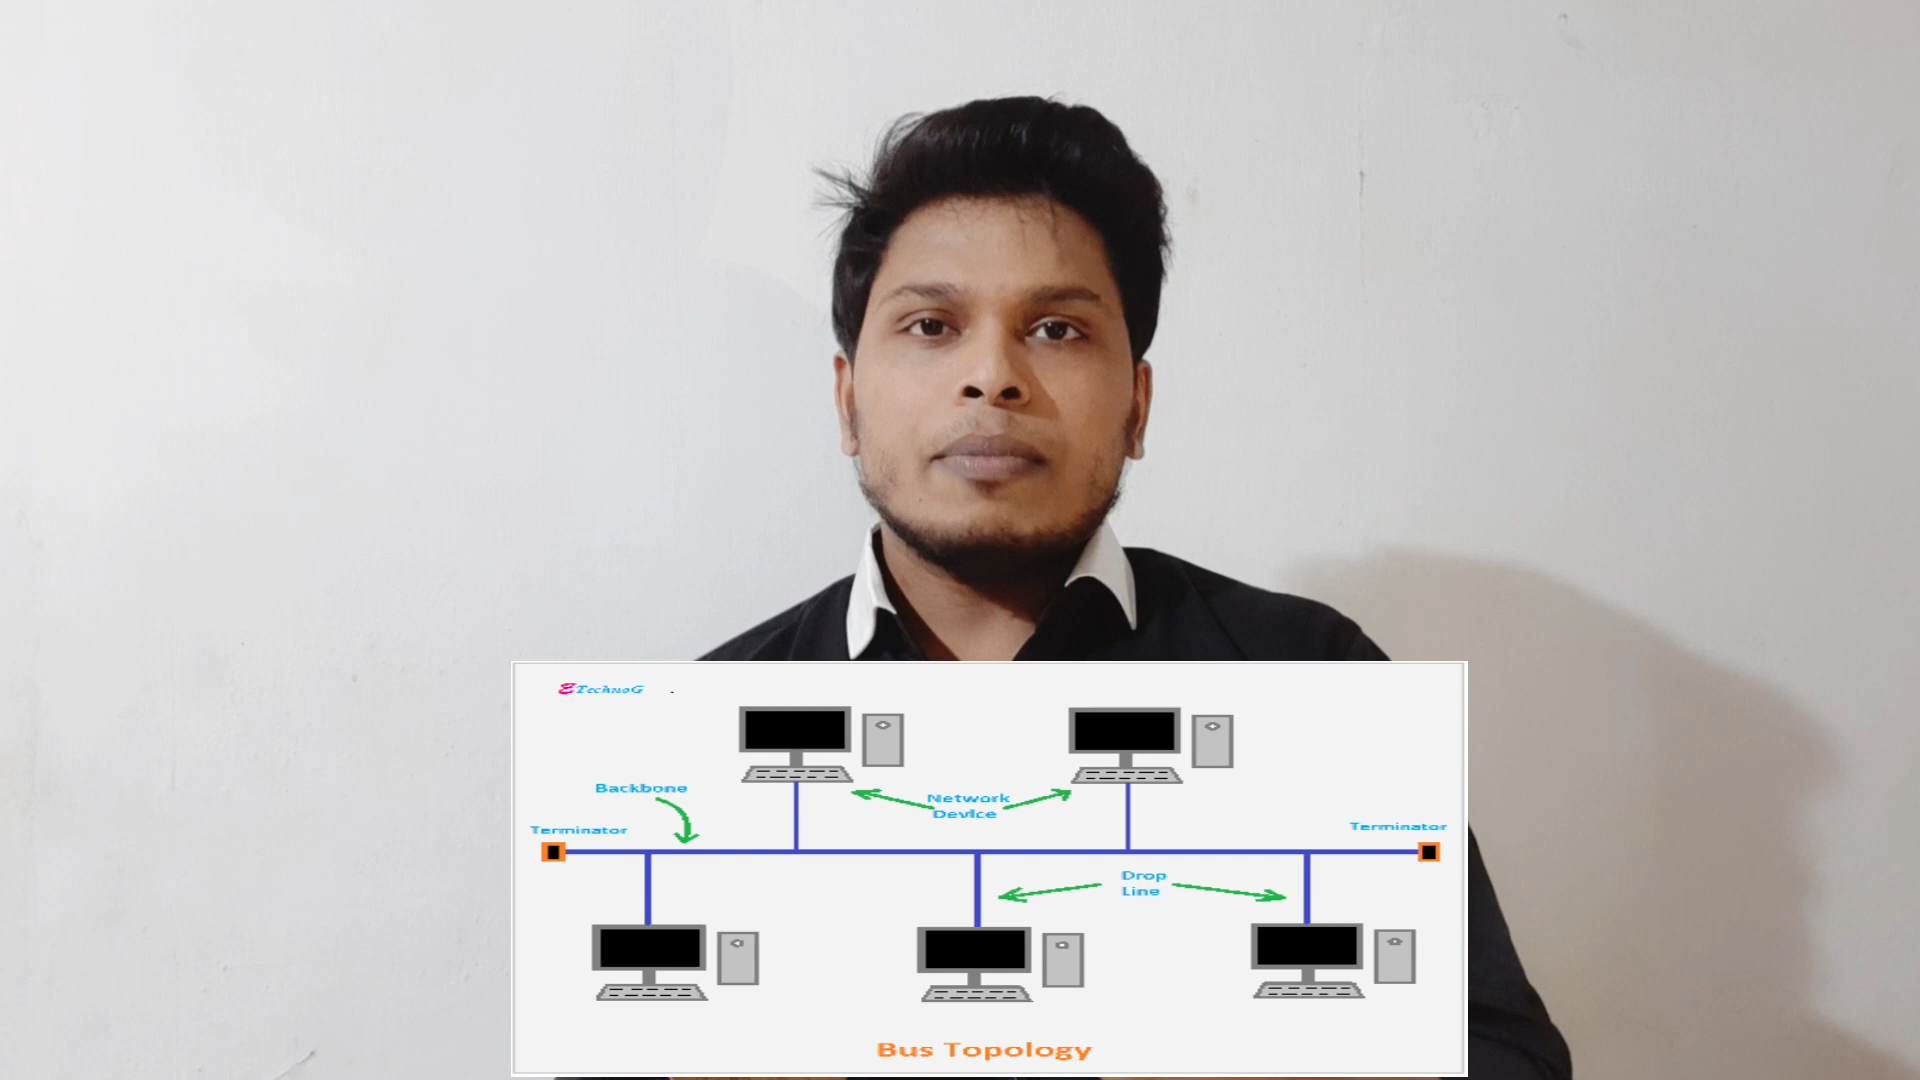 ETechnoG
Backbone
Network
Device
Terminator
Terminator
Drop
Line
Bus Topology